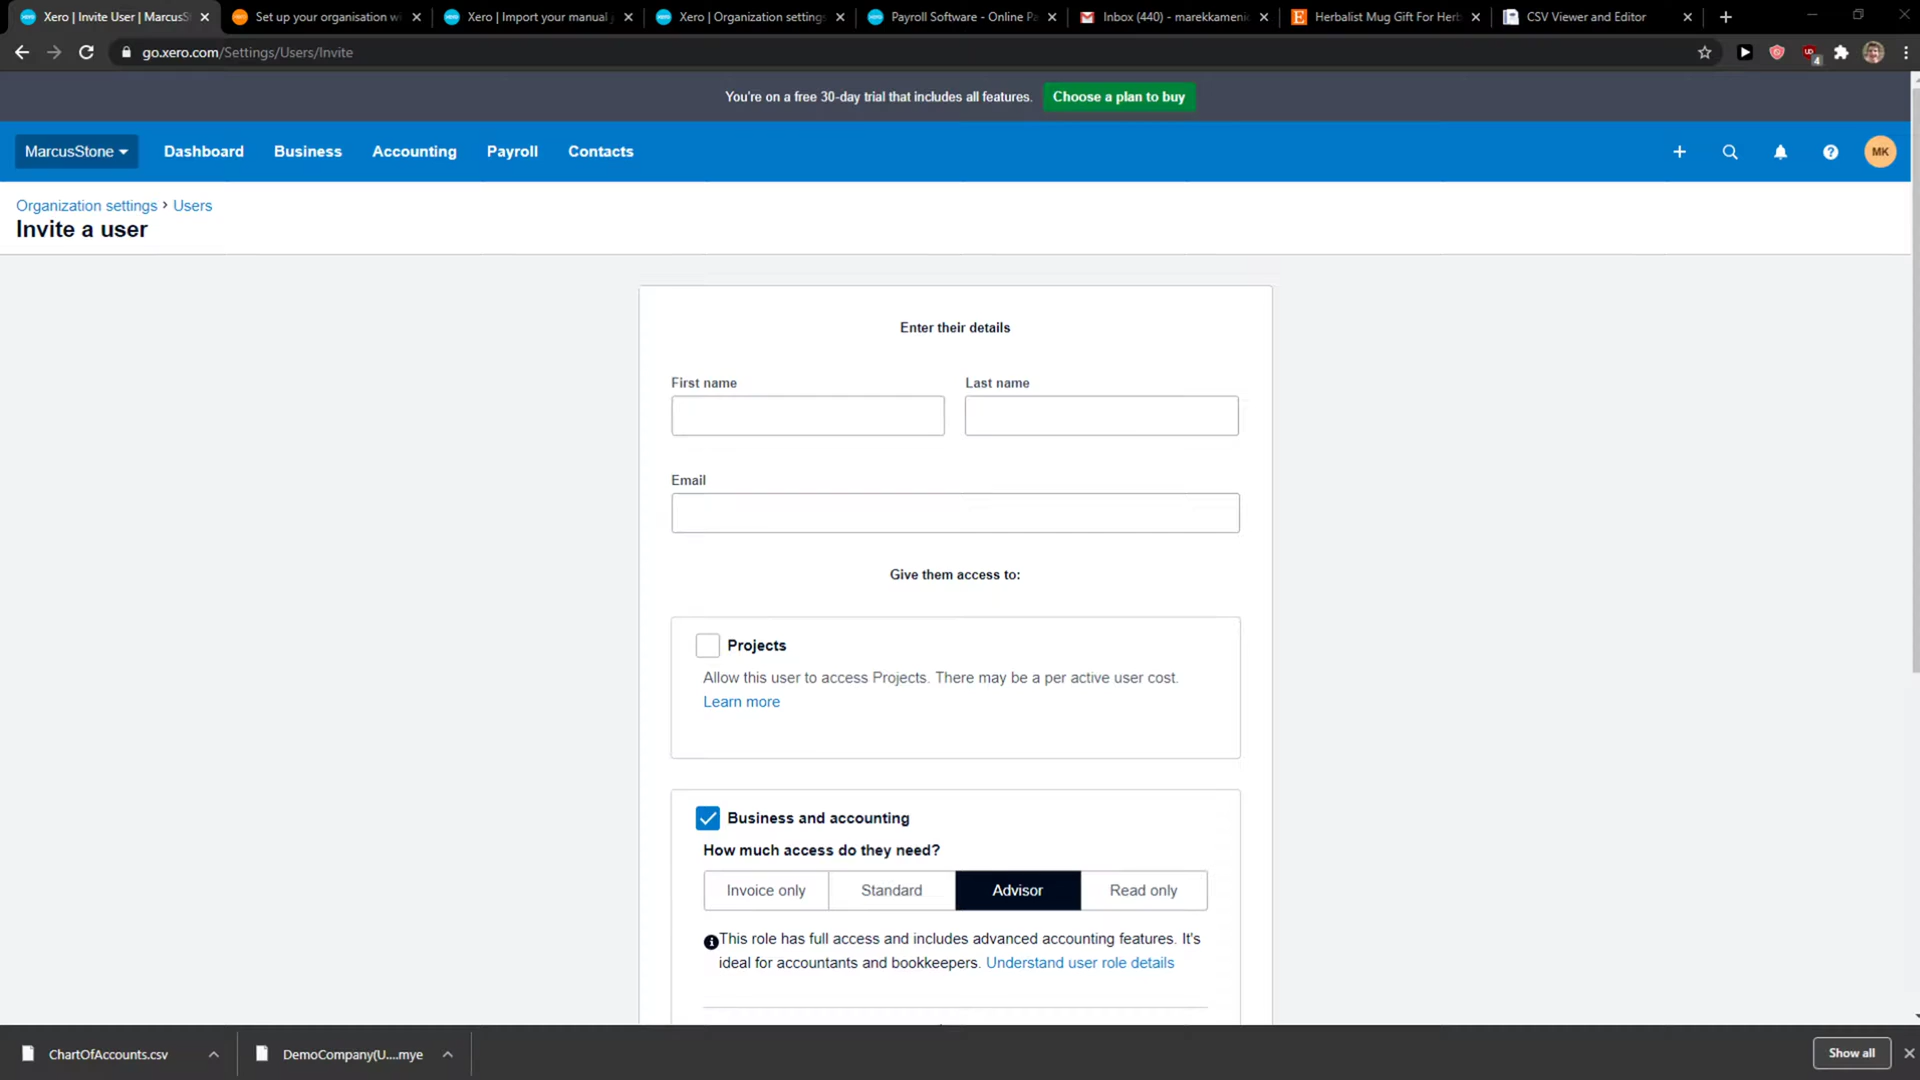 Xero | Invite User | MarcusS
Set up your organisation wi
Xero | Import your manual j
Xero | Organization settings
Payroll Software - Online Pa
Inbox (440) - marekkamenic
Herbalist Mug Gift For Herb
CSV Viewer and Editor
go.xero.com/Settings/Users/Invite
4
You're on a free 30-day trial that includes all features.
Choose a plan to buy
MarcusStone
Dashboard
Business
Accounting
Payroll
Contacts
MK
Organization settings › Users
Invite a user
Enter their details
First name
Last name
Email
Give them access to:
Projects
Allow this user to access Projects. There may be a per active user cost.
Learn more
Business and accounting
How much access do they need?
Invoice only
Standard
Advisor
Read only
This role has full access and includes advanced accounting features. It's
ideal for accountants and bookkeepers. Understand user role details
ChartOfAccounts.csv
DemoCompany(U....mye
Show all